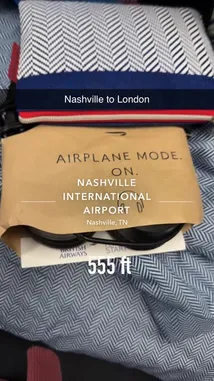 Nashville to London
AIRPLANE MODE.
ON.
NASHVILLE
INTERNATIONAL
AIRPORT
Nashville, TN
BRITISH
AIRWAYS
555 ft